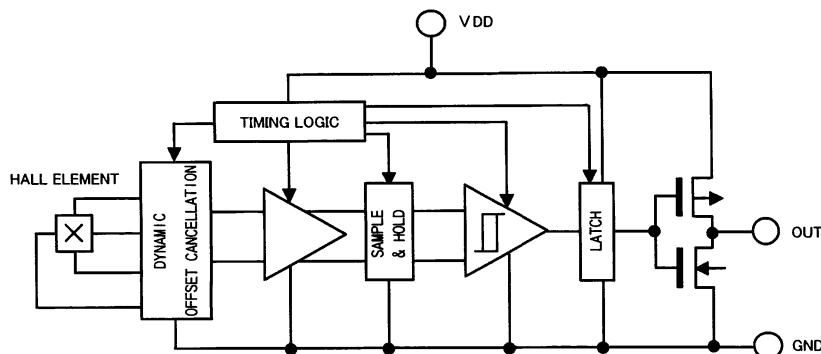 VDD
TIMING LOGIC
HALL ELEMENT
DYNAMIC
OFFSET CANCELLATION
SAMPLE
& HOLD
LATCH
OUT
GND